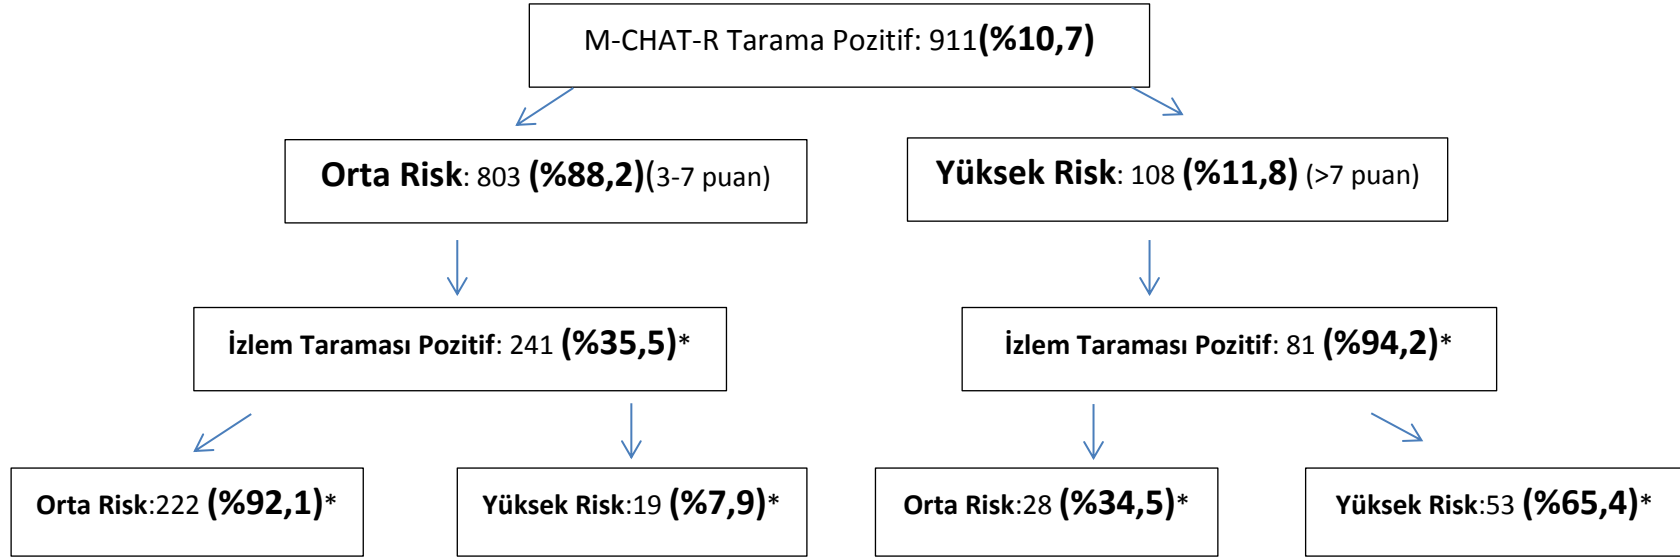 M-CHAT-R Tarama Pozitif: 911(%10,7)
Orta Risk: 803 (%88,2)(3-7 puan)
Yüksek Risk: 108 (%11,8) (>7 puan)
İzlem Taraması Pozitif: 241 (%35,5)*
İzlem Taraması Pozitif: 81 (%94,2)*
Orta Risk:222 (%92,1)*
Yüksek Risk:19 (%7,9)*
Orta Risk:28 (%34,5)*
Yüksek Risk:53 (%65,4)*